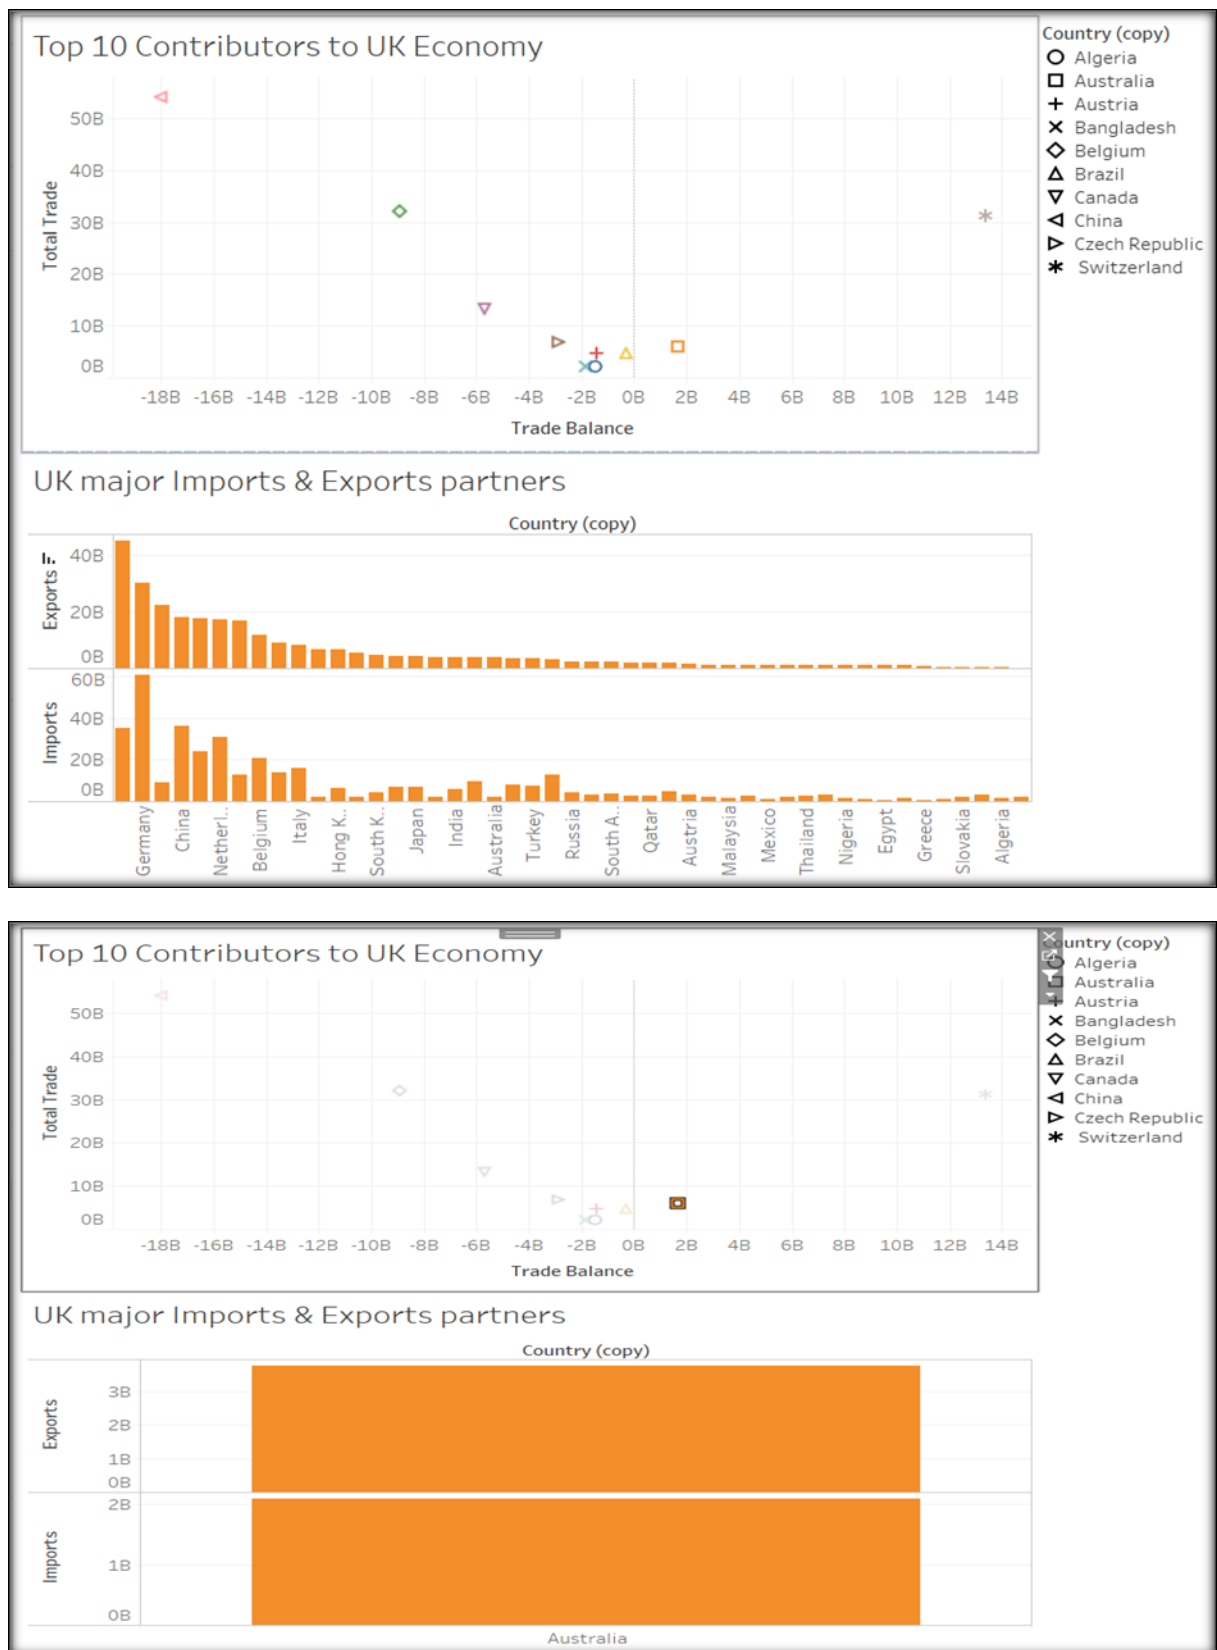 Top 10 Contributors to UK Economy
Total Trade
50B
40B
30B
20B
10B
0B
-18B -16B -14B -12B -10B -8B -6B -4B -2B 0B 2B 4B 6B 8B 10B 12B 14B
Trade Balance
Country (copy)
Algeria
Australia
Austria
Bangladesh
Belgium
Brazil
Canada
China
Czech Republic
Switzerland
UK major Imports & Exports partners
Country (copy)
Exports
40B
20B
0B
Imports
60B
40B
20B
0B
Germany
China
Netherl..
Belgium
Italy
Hong K..
South K..
Japan
India
Australia
Turkey
Russia
South A..
Qatar
Austria
Malaysia
Mexico
Thailand
Nigeria
Egypt
Greece
Slovakia
Algeria
Top 10 Contributors to UK Economy
Total Trade
50B
40B
30B
20B
10B
0B
-18B -16B -14B -12B -10B -8B -6B -4B -2B 0B 2B 4B 6B 8B 10B 12B 14B
Trade Balance
Country (copy)
Algeria
Australia
Austria
Bangladesh
Belgium
Brazil
Canada
China
Czech Republic
Switzerland
UK major Imports & Exports partners
Country (copy)
Exports
3B
2B
1B
0B
Imports
2B
1B
0B
Australia